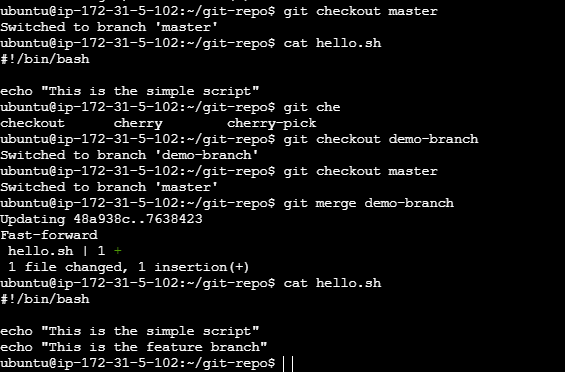 ubuntu@ip-172-31-5-102:~/git-repo$ git checkout master
Switched to branch 'master'
ubuntu@ip-172-31-5-102:~/git-repo$ cat hello.sh
#!/bin/bash

echo "This is the simple script"
ubuntu@ip-172-31-5-102:~/git-repo$ git che
checkout      cherry        cherry-pick
ubuntu@ip-172-31-5-102:~/git-repo$ git checkout demo-branch
Switched to branch 'demo-branch'
ubuntu@ip-172-31-5-102:~/git-repo$ git checkout master
Switched to branch 'master'
ubuntu@ip-172-31-5-102:~/git-repo$ git merge demo-branch
Updating 48a938c..7638423
Fast-forward
 hello.sh | 1 +
 1 file changed, 1 insertion(+)
ubuntu@ip-172-31-5-102:~/git-repo$ cat hello.sh
#!/bin/bash

echo "This is the simple script"
echo "This is the feature branch"
ubuntu@ip-172-31-5-102:~/git-repo$